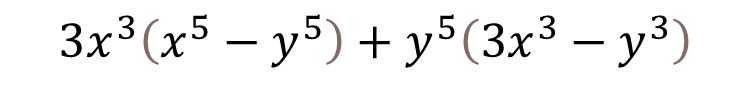 3x³(x⁵ − y⁵) + y⁵(3x³ − y³)